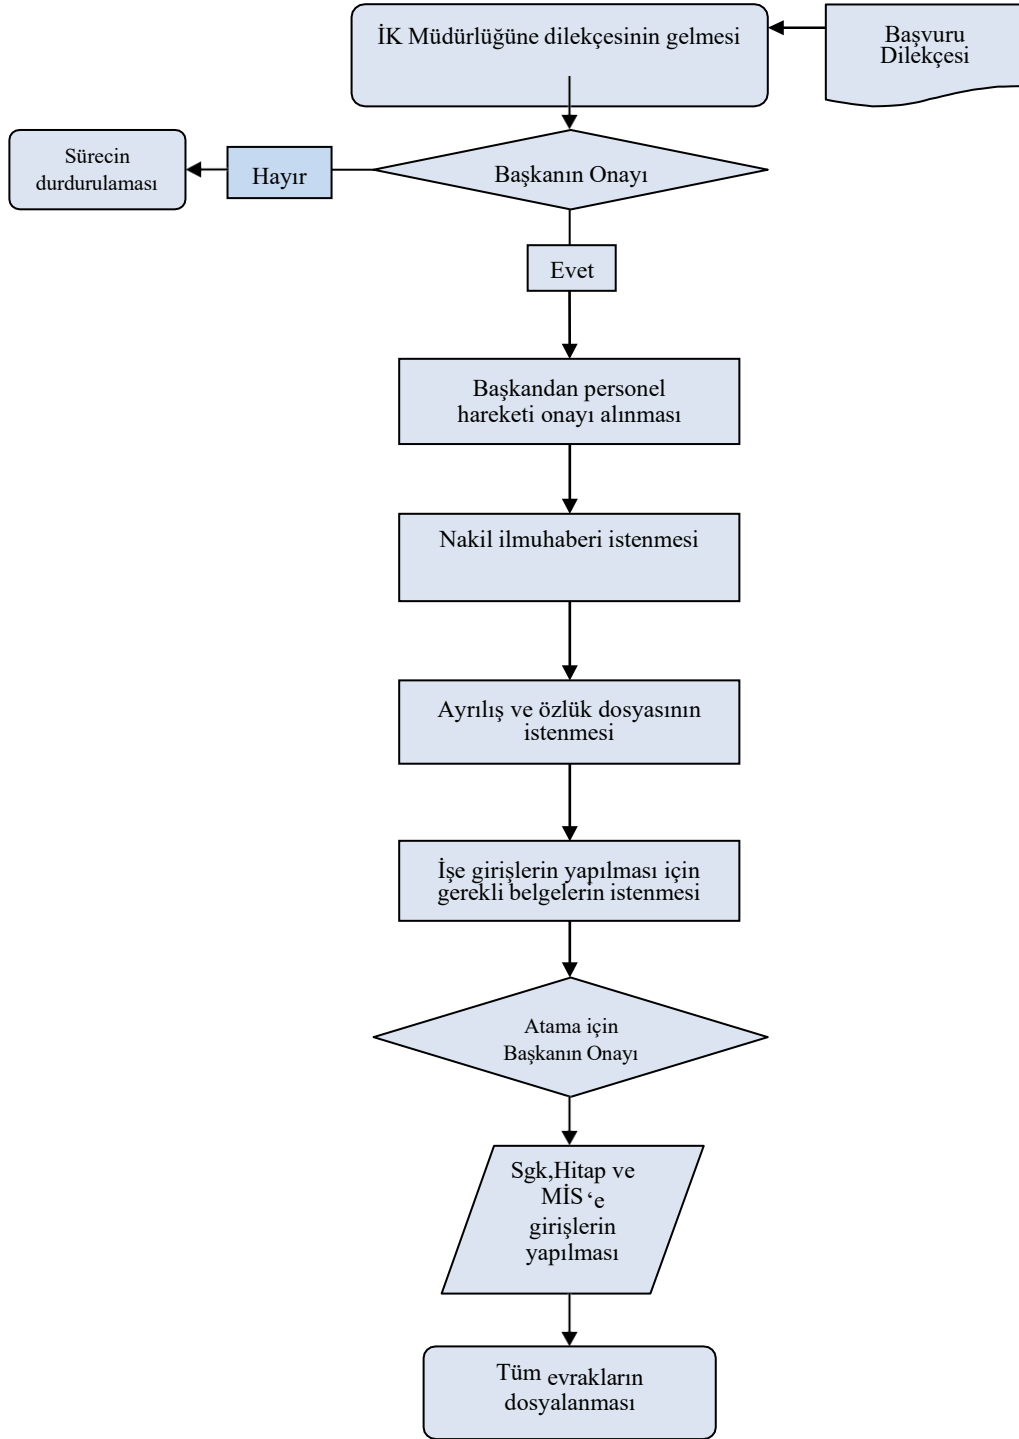 İK Müdürlüğüne dilekçesinin gelmesi
Başvuru
Dilekçesi
Sürecin
durdurulaması
Hayır
Başkanın Onayı
Evet
Başkandan personel
hareketi onayı alınması
Nakil ilmuhaberi istenmesi
Ayrılış ve özlük dosyasının
istenmesi
İşe girişlerin yapılması için
gerekli belgelerin istenmesi
Atama için
Başkanın Onayı
Sgk,Hitap ve
MİS ‘e
girişlerin
yapılması
Tüm evrakların
dosyalanması